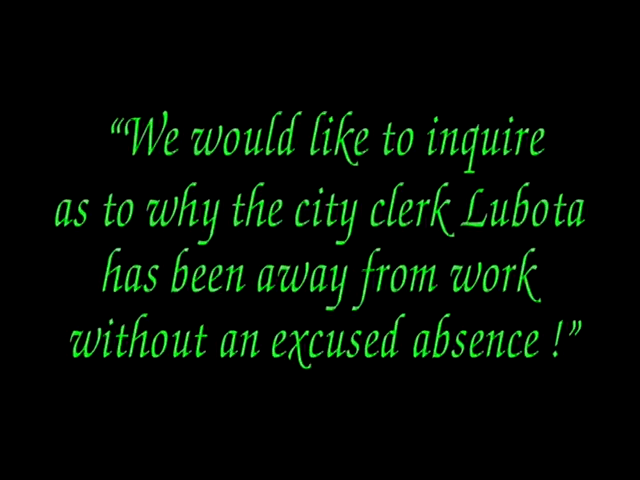 “We would like to inquire
as to why the city clerk Lubota
has been away from work
without an excused absence !”